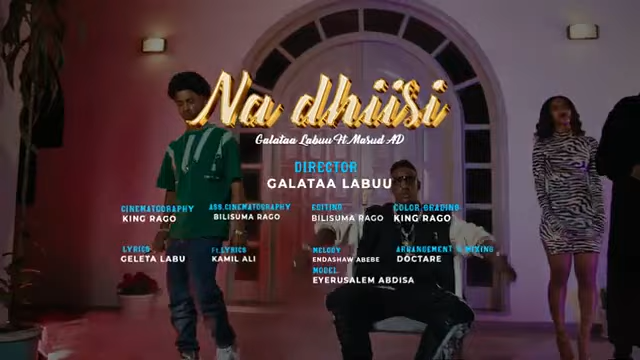 Na dhiisi
Galataa Labuu Ft Masud AD
DIRECTOR
GALATAA LABUU
CINEMATOGRAPHY
KING RAGO
ASS.CINEMATOGRAPHY
BILISUMA RAGO
EDITING
BILISUMA RAGO
COLOR GRADING
KING RAGO
LYRICS
GELETA LABU
Ft LYRICS
KAMIL ALI
MELODY
ENDASHAW ABEBE
MODEL
EYERUSALEM ABDISA
ARRANGEMENT & MIXING
DOCTARE